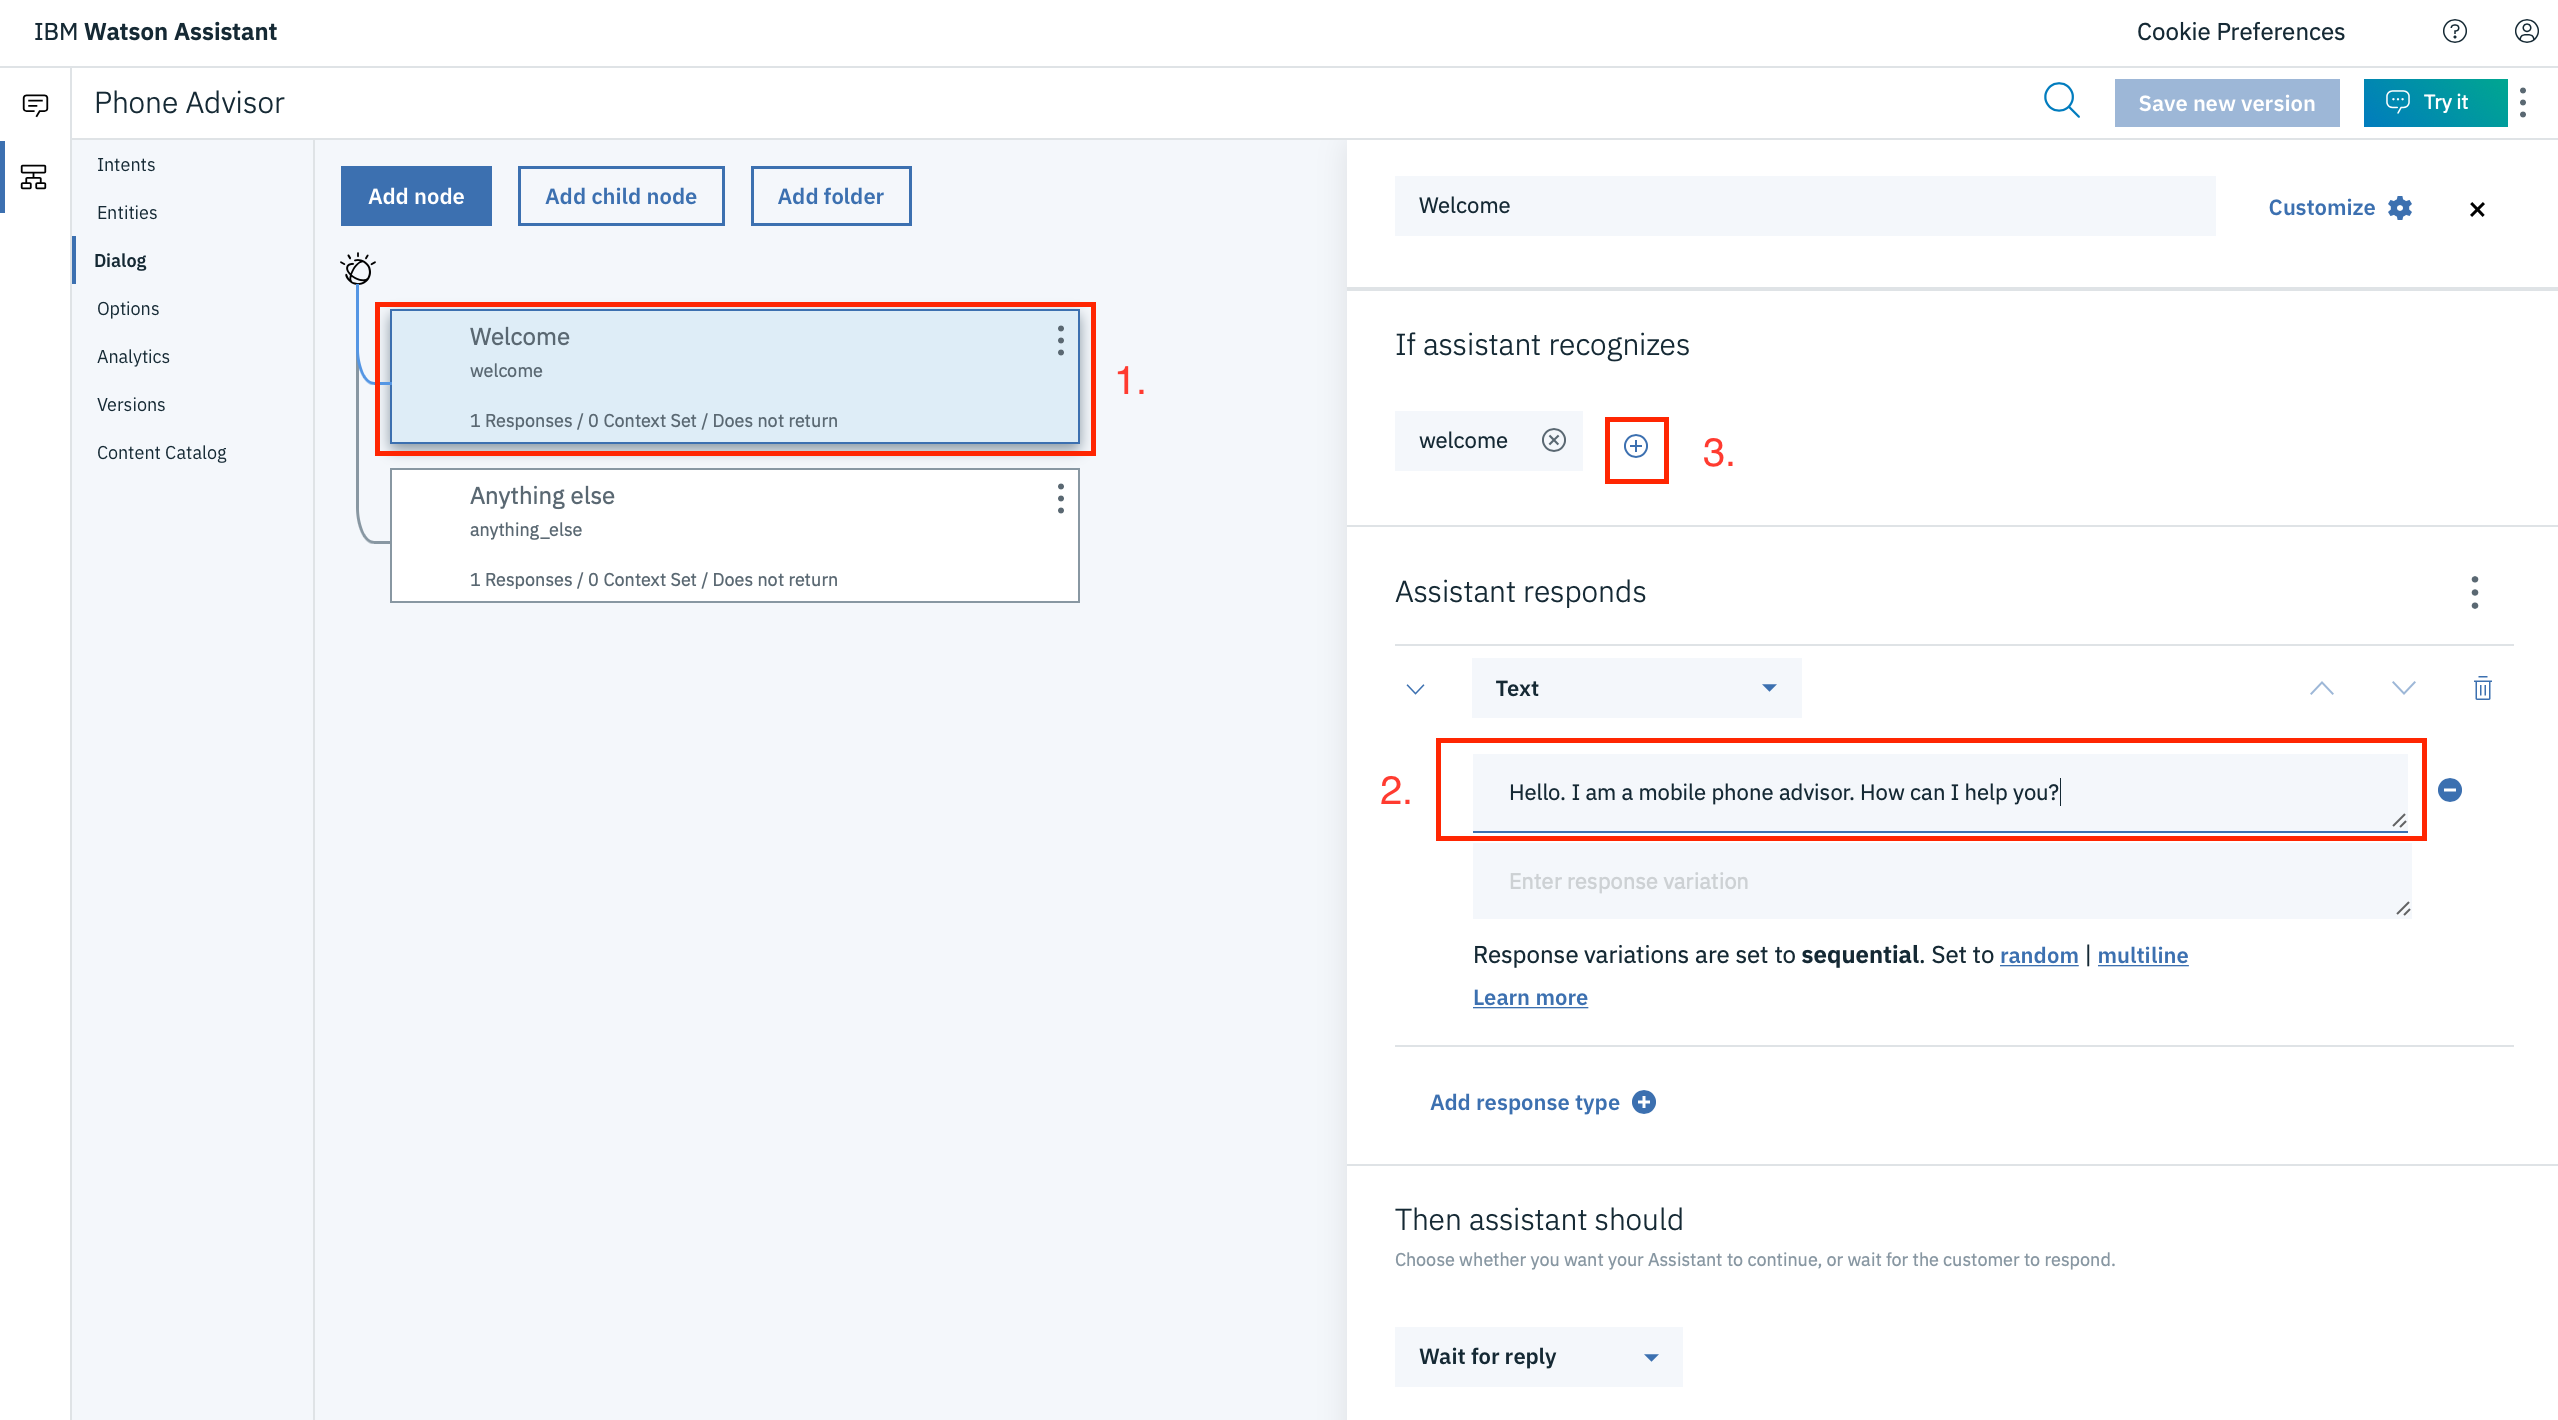 IBM Watson Assistant
Cookie Preferences
Phone Advisor
Save new version
Try it
Intents
Entities
Dialog
Options
Analytics
Versions
Content Catalog
Add node
Add child node
Add folder
Welcome
welcome
1 Responses / 0 Context Set / Does not return
1.
Anything else
anything_else
1 Responses / 0 Context Set / Does not return
Welcome
Customize
If assistant recognizes
welcome
3.
Assistant responds
Text
2.
Hello. I am a mobile phone advisor. How can I help you?
Enter response variation
Response variations are set to sequential. Set to random | multiline
Learn more
Add response type
Then assistant should
Choose whether you want your Assistant to continue, or wait for the customer to respond.
Wait for reply